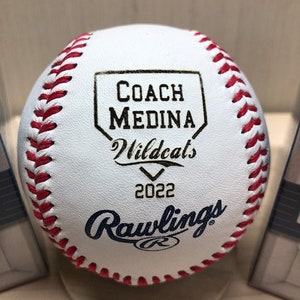 COACH
MEDINA
Wildcats
2022
Rawlings®
R